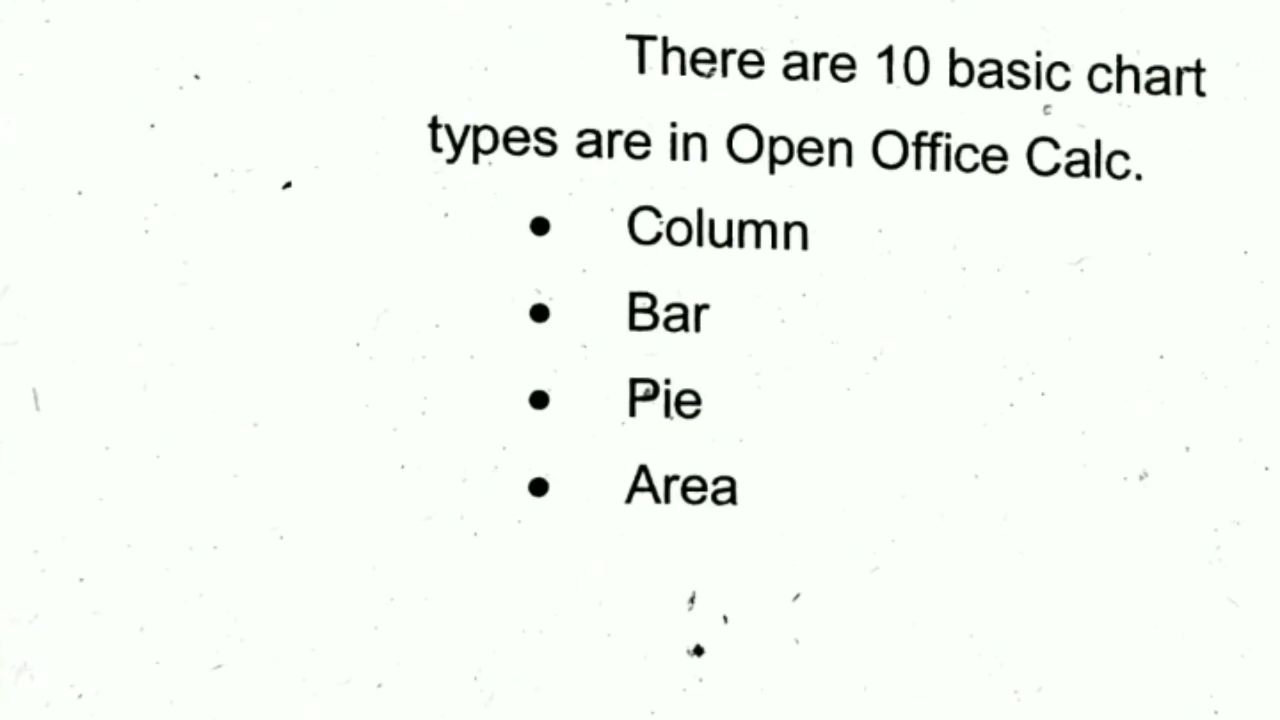 There are 10 basic chart
types are in Open Office Calc.
• Column
• Bar
• Pie
• Area